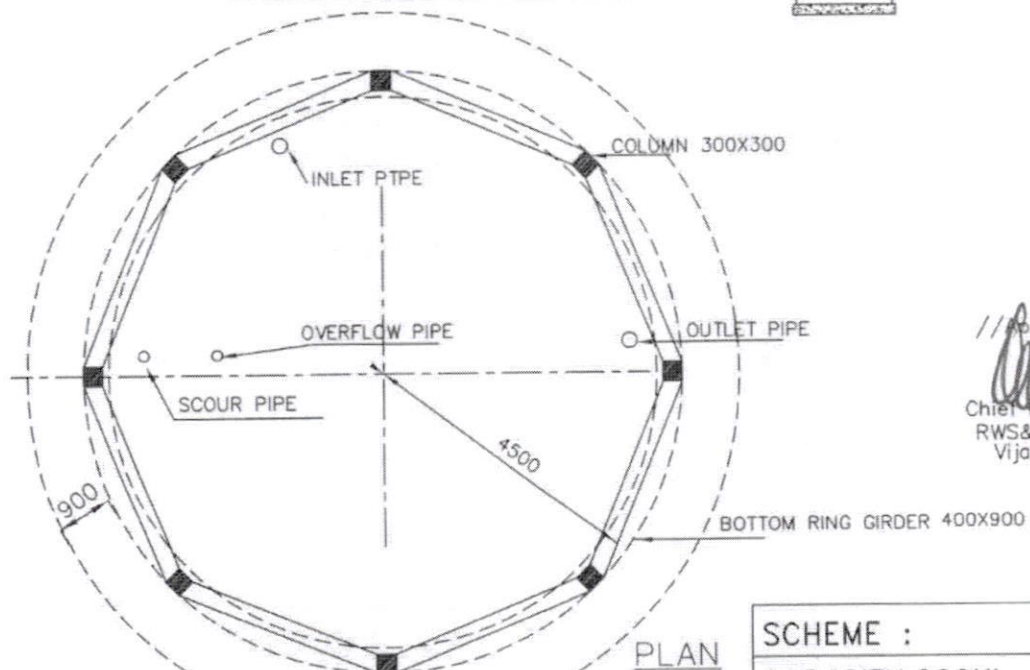 COLUMN 300X300
INLET PTPE
OVERFLOW PIPE
OUTLET PIPE
SCOUR PIPE
Chief
RWS&
Vija
4500
900
BOTTOM RING GIRDER 400X900
PLAN
SCHEME :